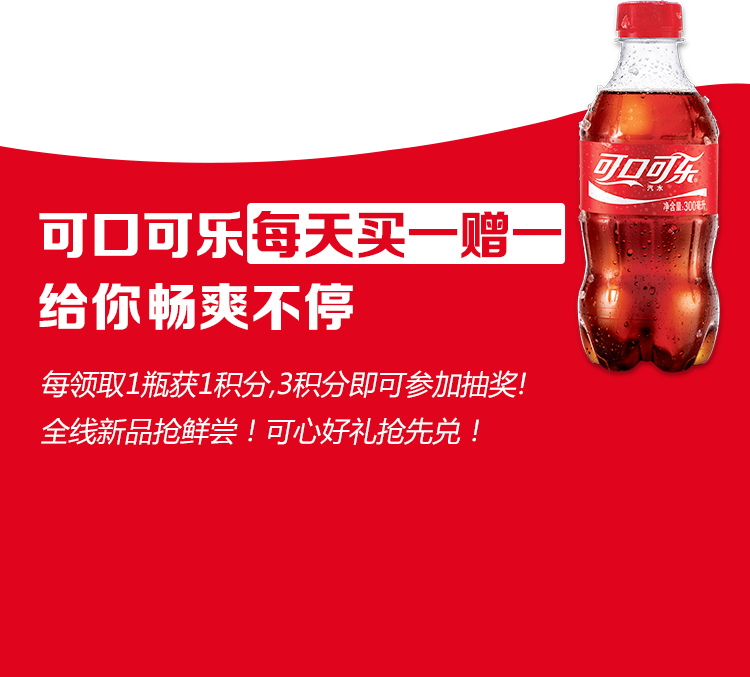 可口可乐
汽水
净含量:300毫升
可口可乐每天买一赠一
给你畅爽不停
每领取1瓶获1积分,3积分即可参加抽奖!
全线新品抢鲜尝！可心好礼抢先兑！